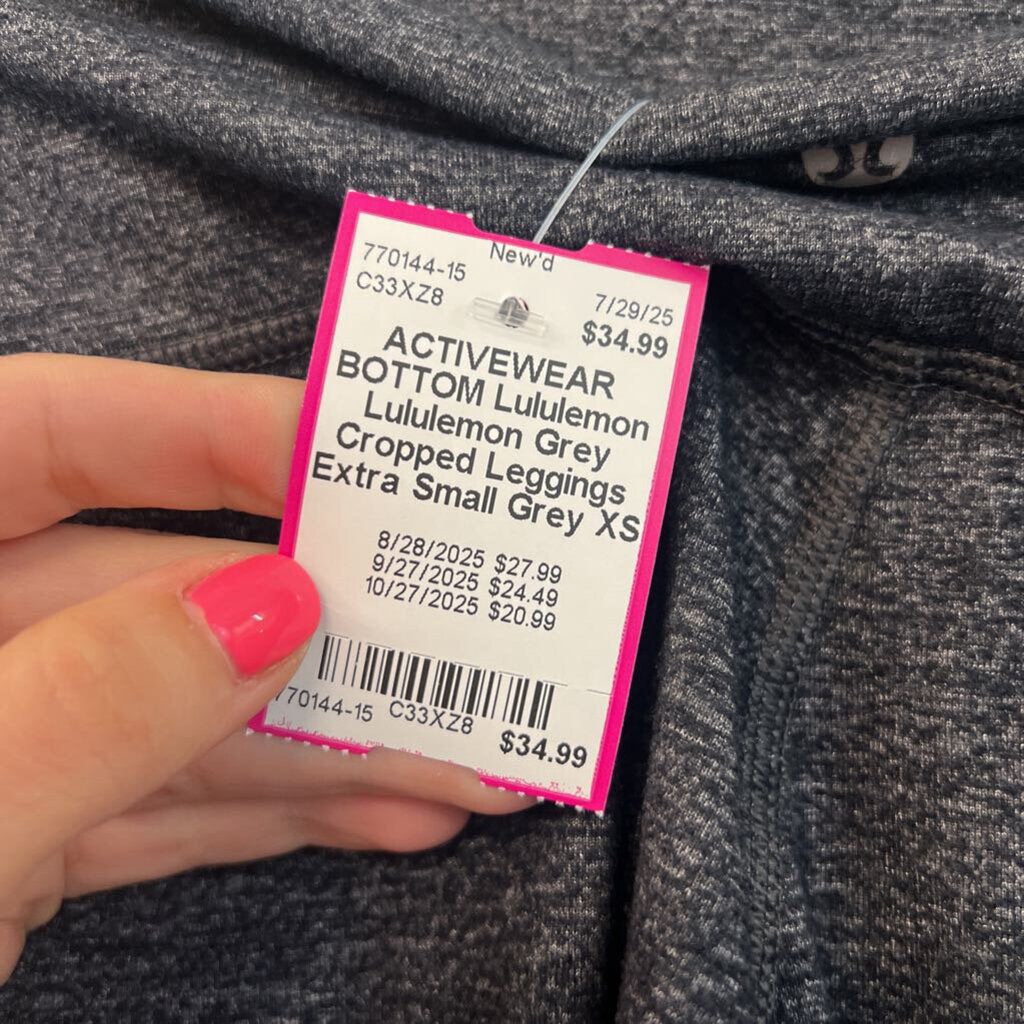 New'd
770144-15
C33XZ8
7/29/25
$34.99
ACTIVEWEAR
BOTTOM Lululemon
Lululemon Grey
Cropped Leggings
Extra Small Grey XS
8/28/2025 $27.99
9/27/2025 $24.49
10/27/2025 $20.99
770144-15 C33XZ8
$34.99